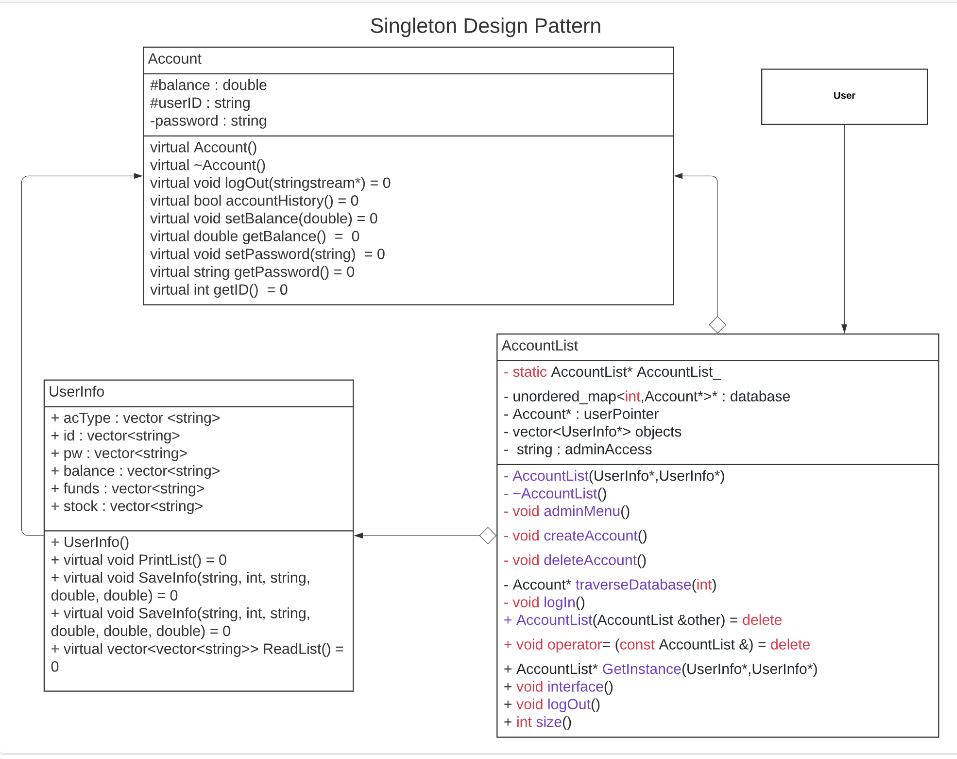 Singleton Design Pattern
Account
#balance : double
#userID : string
-password : string
virtual Account()
virtual ~Account()
virtual void logOut(stringstream*) = 0
virtual bool accountHistory() = 0
virtual void setBalance(double) = 0
virtual double getBalance() = 0
virtual void setPassword(string) = 0
virtual string getPassword() = 0
virtual int getID() = 0
User
UserInfo
+ acType : vector <string>
+ id : vector<string>
+ pw : vector<string>
+ balance : vector<string>
+ funds : vector<string>
+ stock : vector<string>
+ UserInfo()
+ virtual void PrintList() = 0
+ virtual void SaveInfo(string, int, string,
double, double) = 0
+ virtual void SaveInfo(string, int, string,
double, double, double) = 0
+ virtual vector<vector<string>> ReadList() =
0
AccountList
- static AccountList* AccountList_
- unordered_map<int,Account*>* : database
- Account* : userPointer
- vector<UserInfo*> objects
- string : adminAccess
- AccountList(UserInfo*,UserInfo*)
- ~AccountList()
- void adminMenu()
- void createAccount()
- void deleteAccount()
- Account* traverseDatabase(int)
- void logIn()
+ AccountList(AccountList &other) = delete
+ void operator= (const AccountList &) = delete
+ AccountList* GetInstance(UserInfo*,UserInfo*)
+ void interface()
+ void logOut()
+ int size()